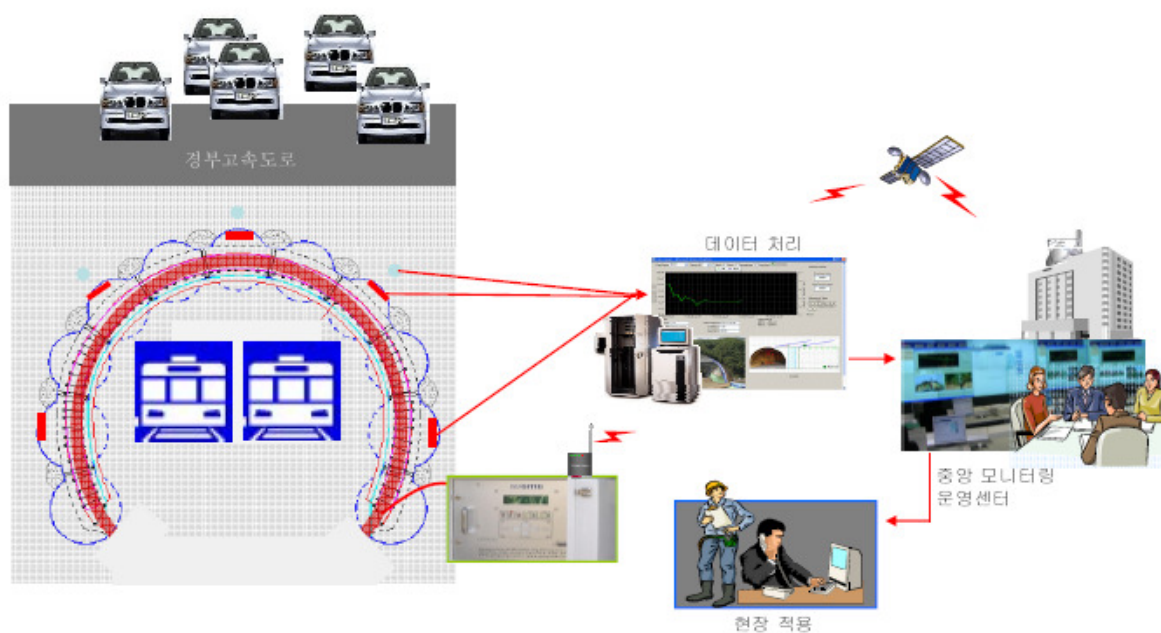 경부고속도로
데이터 처리
중앙 모니터링
운영센터
현장 적용